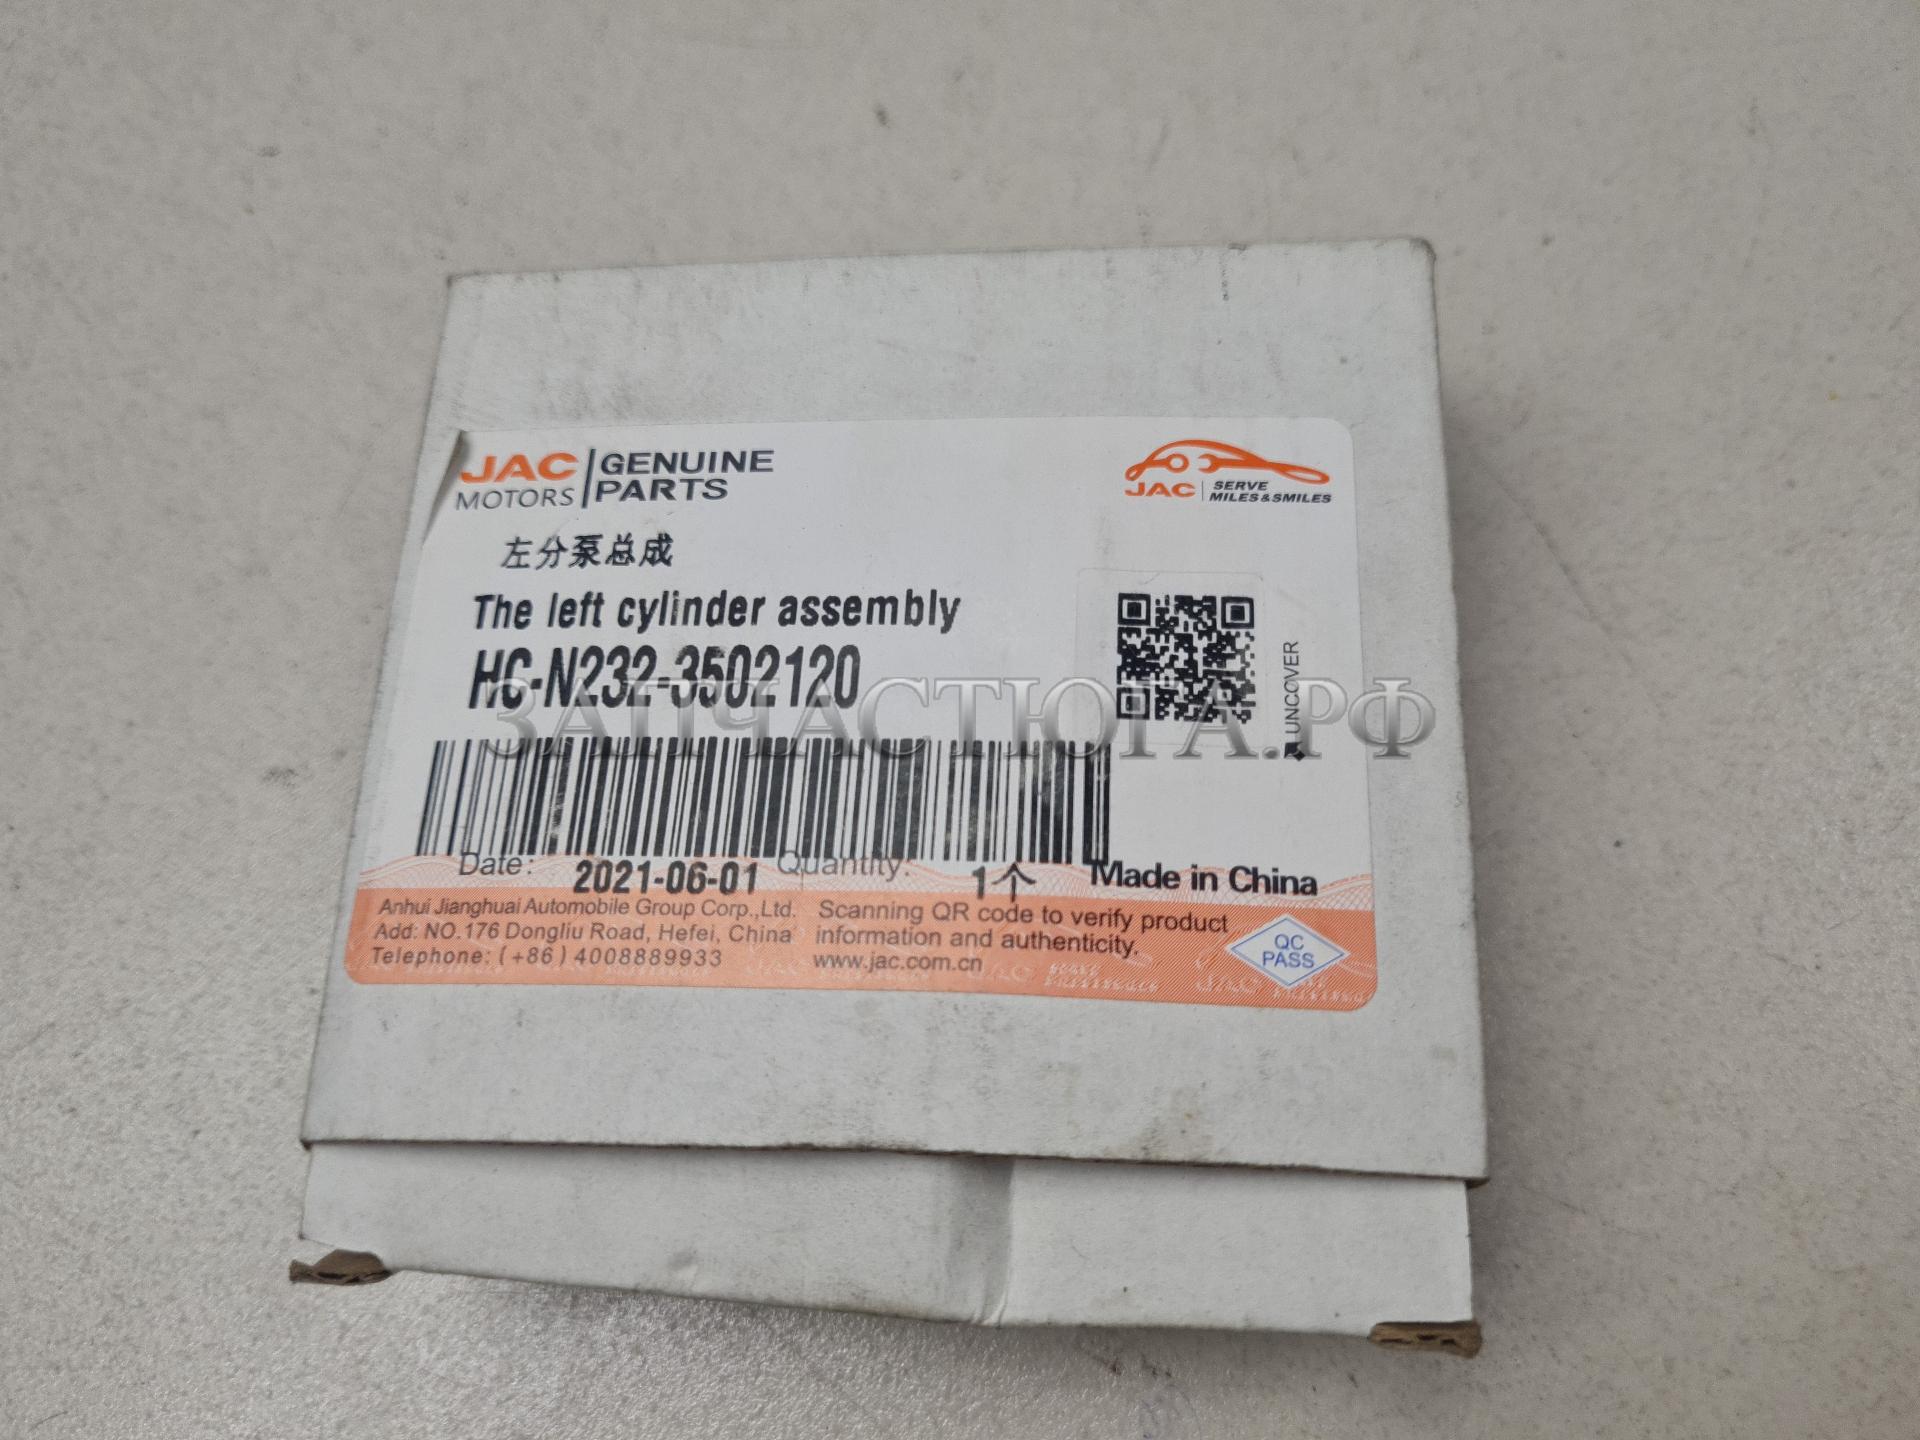 JAC MOTORS
GENUINE PARTS
JAC
SERVE
MILES&SMILES
左分泵总成
The left cylinder assembly
HC-N232-3502120
UNCOVER
ЗАПЧАСТЮГА.РФ
Date: 2021-06-01 Quantity: 1个 Made in China
Anhui Jianghuai Automobile Group Corp.,Ltd.
Add: NO.176 Dongliu Road, Hefei, China
Telephone: (+86) 4008889933
Scanning QR code to verify product
information and authenticity.
www.jac.com.cn
QC
PASS